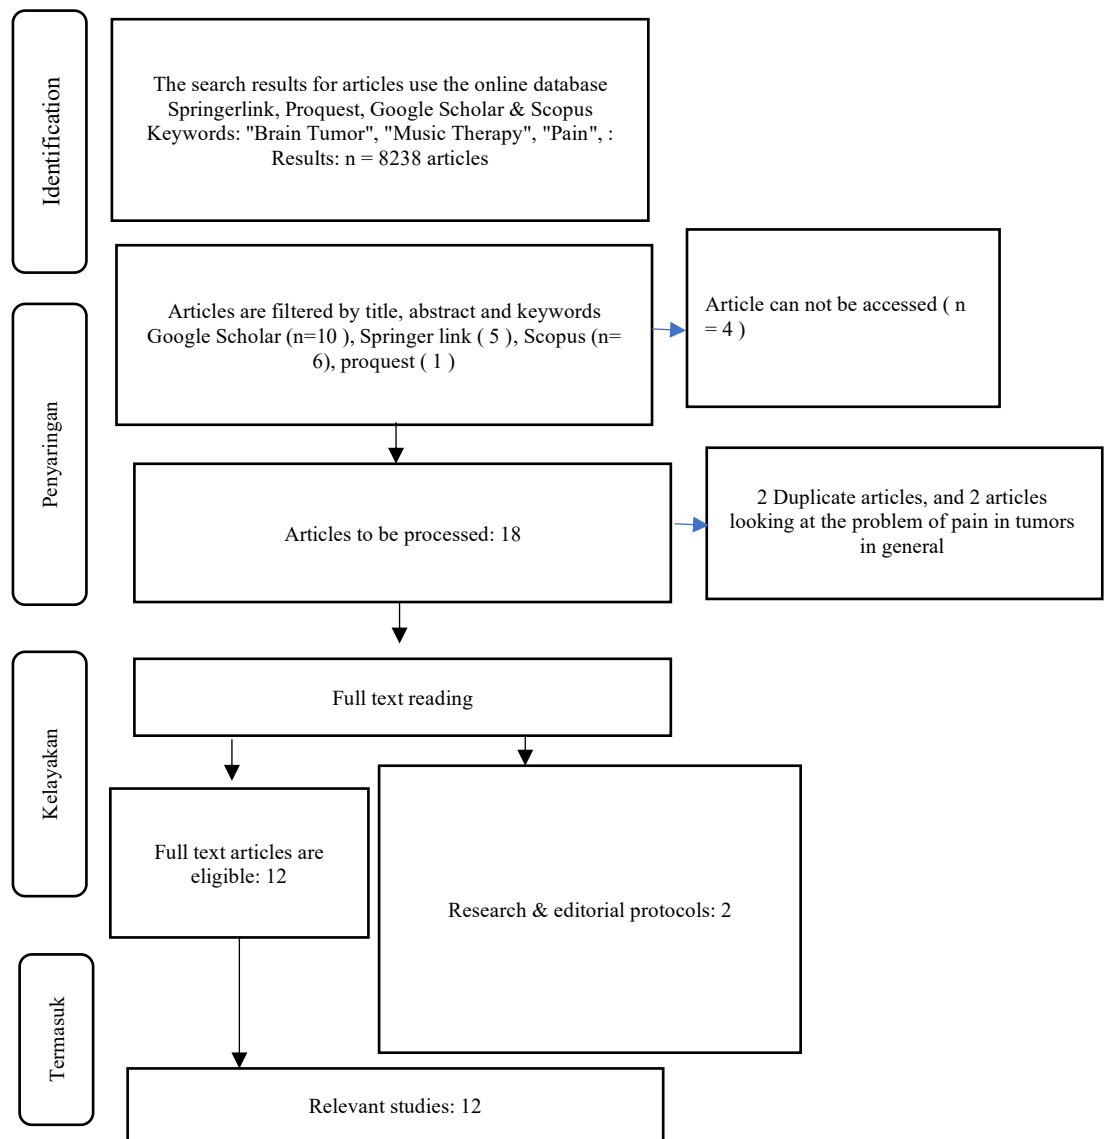 Identification
The search results for articles use the online database
Springerlink, Proquest, Google Scholar & Scopus
Keywords: "Brain Tumor", "Music Therapy", "Pain", :
Results: n = 8238 articles
Penyaringan
Articles are filtered by title, abstract and keywords
Google Scholar (n=10 ), Springer link ( 5 ), Scopus (n=
6), proquest ( 1 )
Article can not be accessed ( n
= 4 )
Articles to be processed: 18
2 Duplicate articles, and 2 articles
looking at the problem of pain in tumors
in general
Kelayakan
Full text reading
Full text articles are
eligible: 12
Research & editorial protocols: 2
Termasuk
Relevant studies: 12